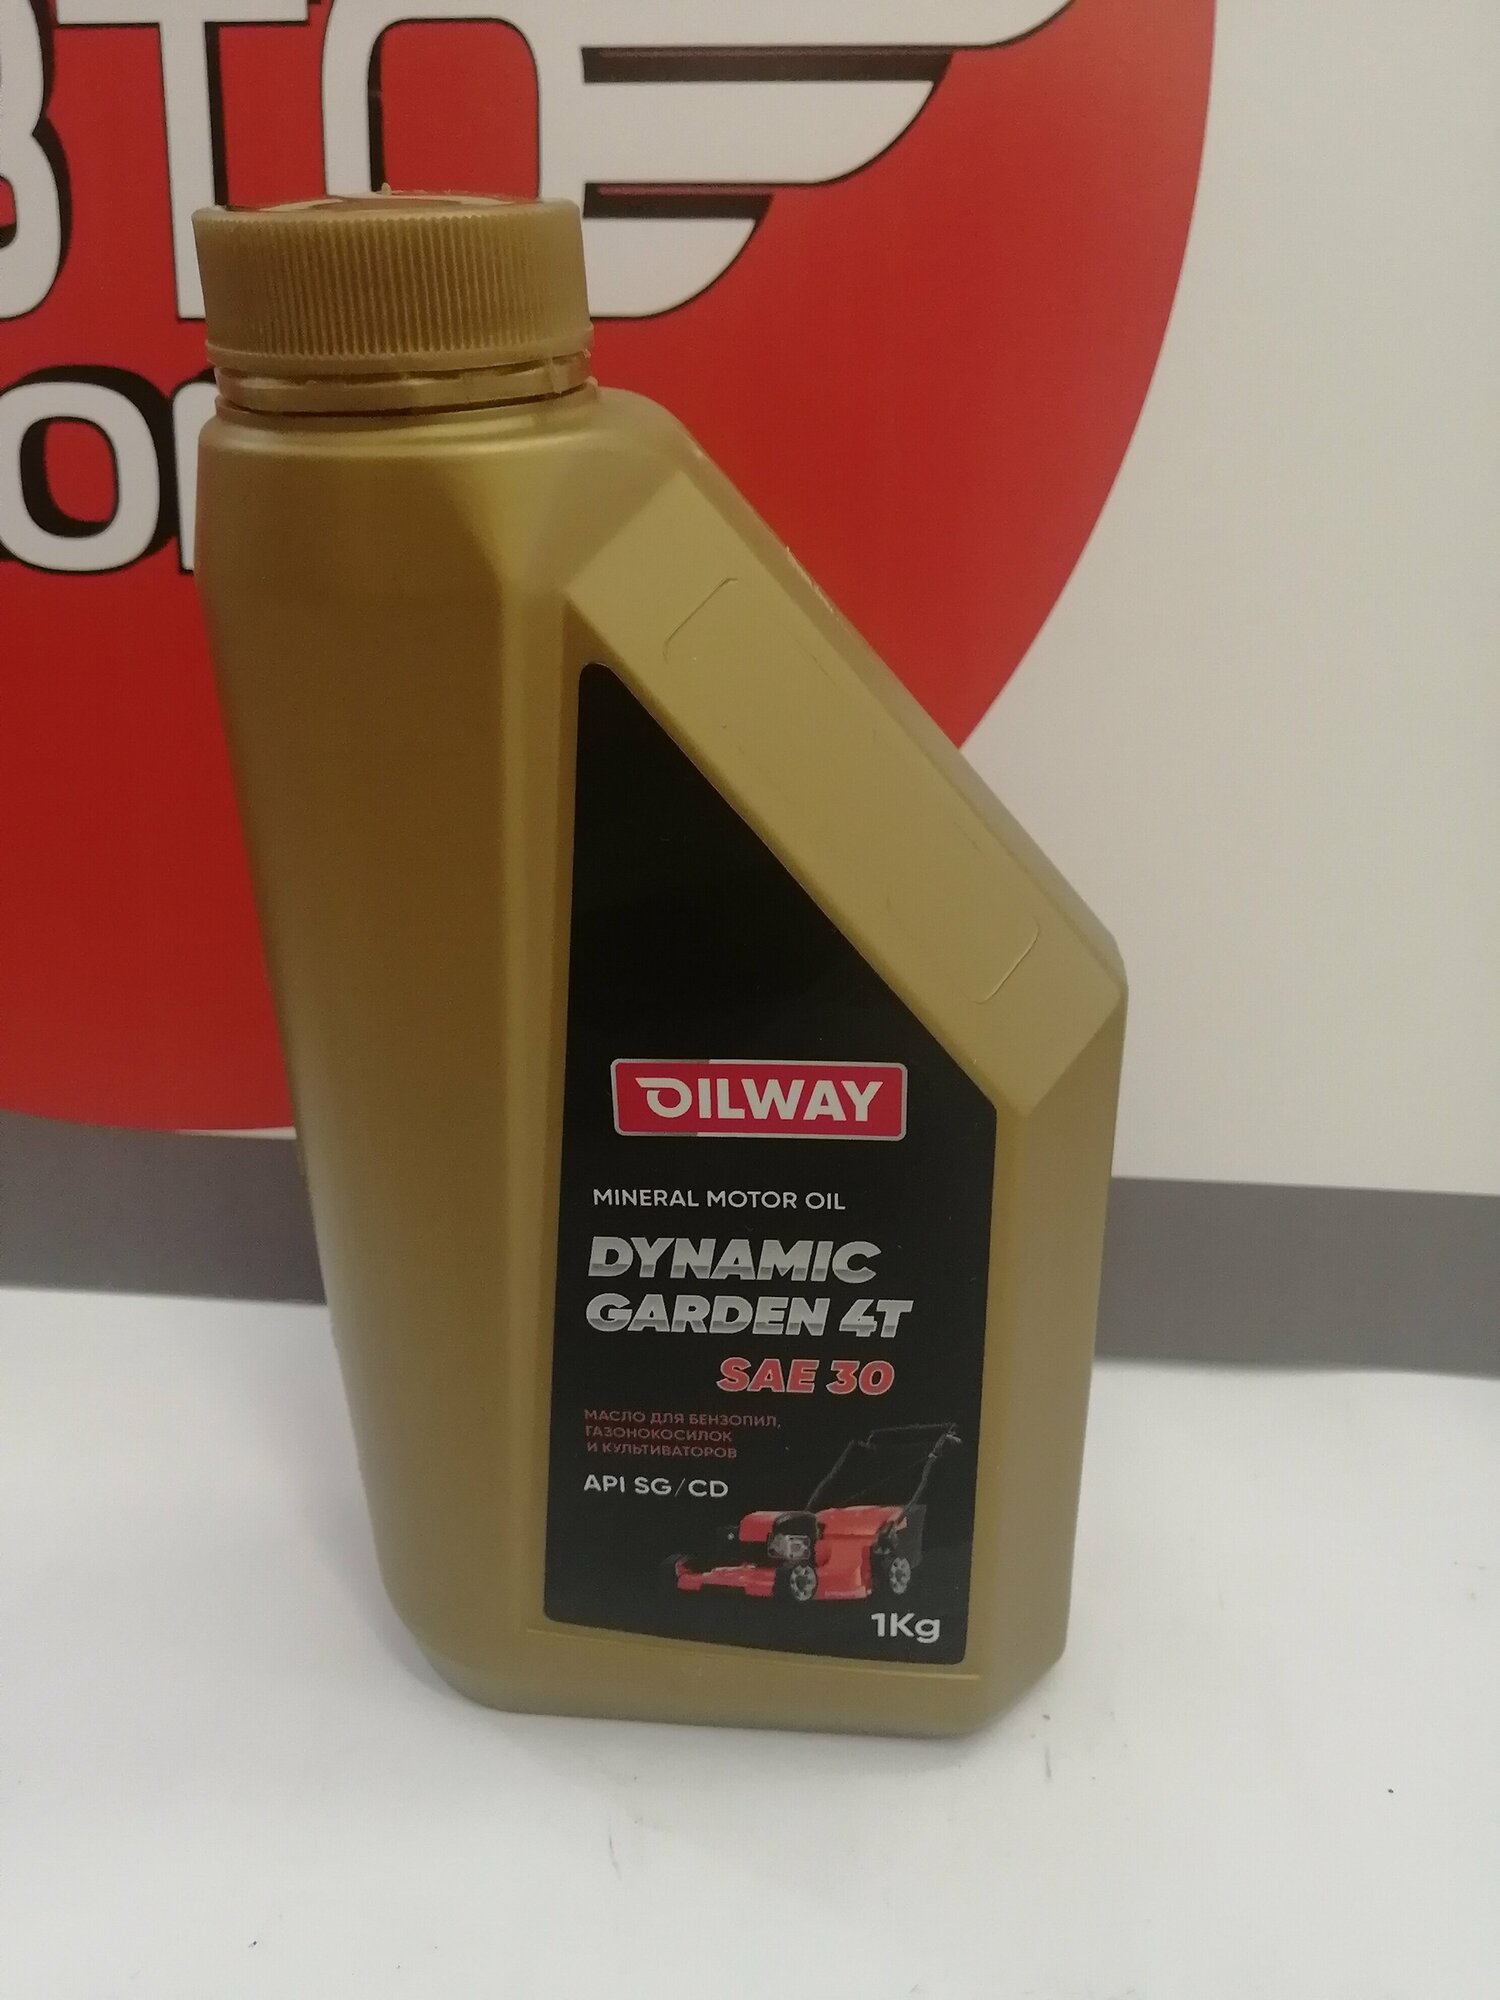 OILWAY
MINERAL MOTOR OIL
DYNAMIC
GARDEN 4T
SAE 30
МАСЛО ДЛЯ БЕНЗОПИЛ,
ГАЗОНОКОСИЛОК
И КУЛЬТИВАТОРОВ
API SG/CD
1Kg